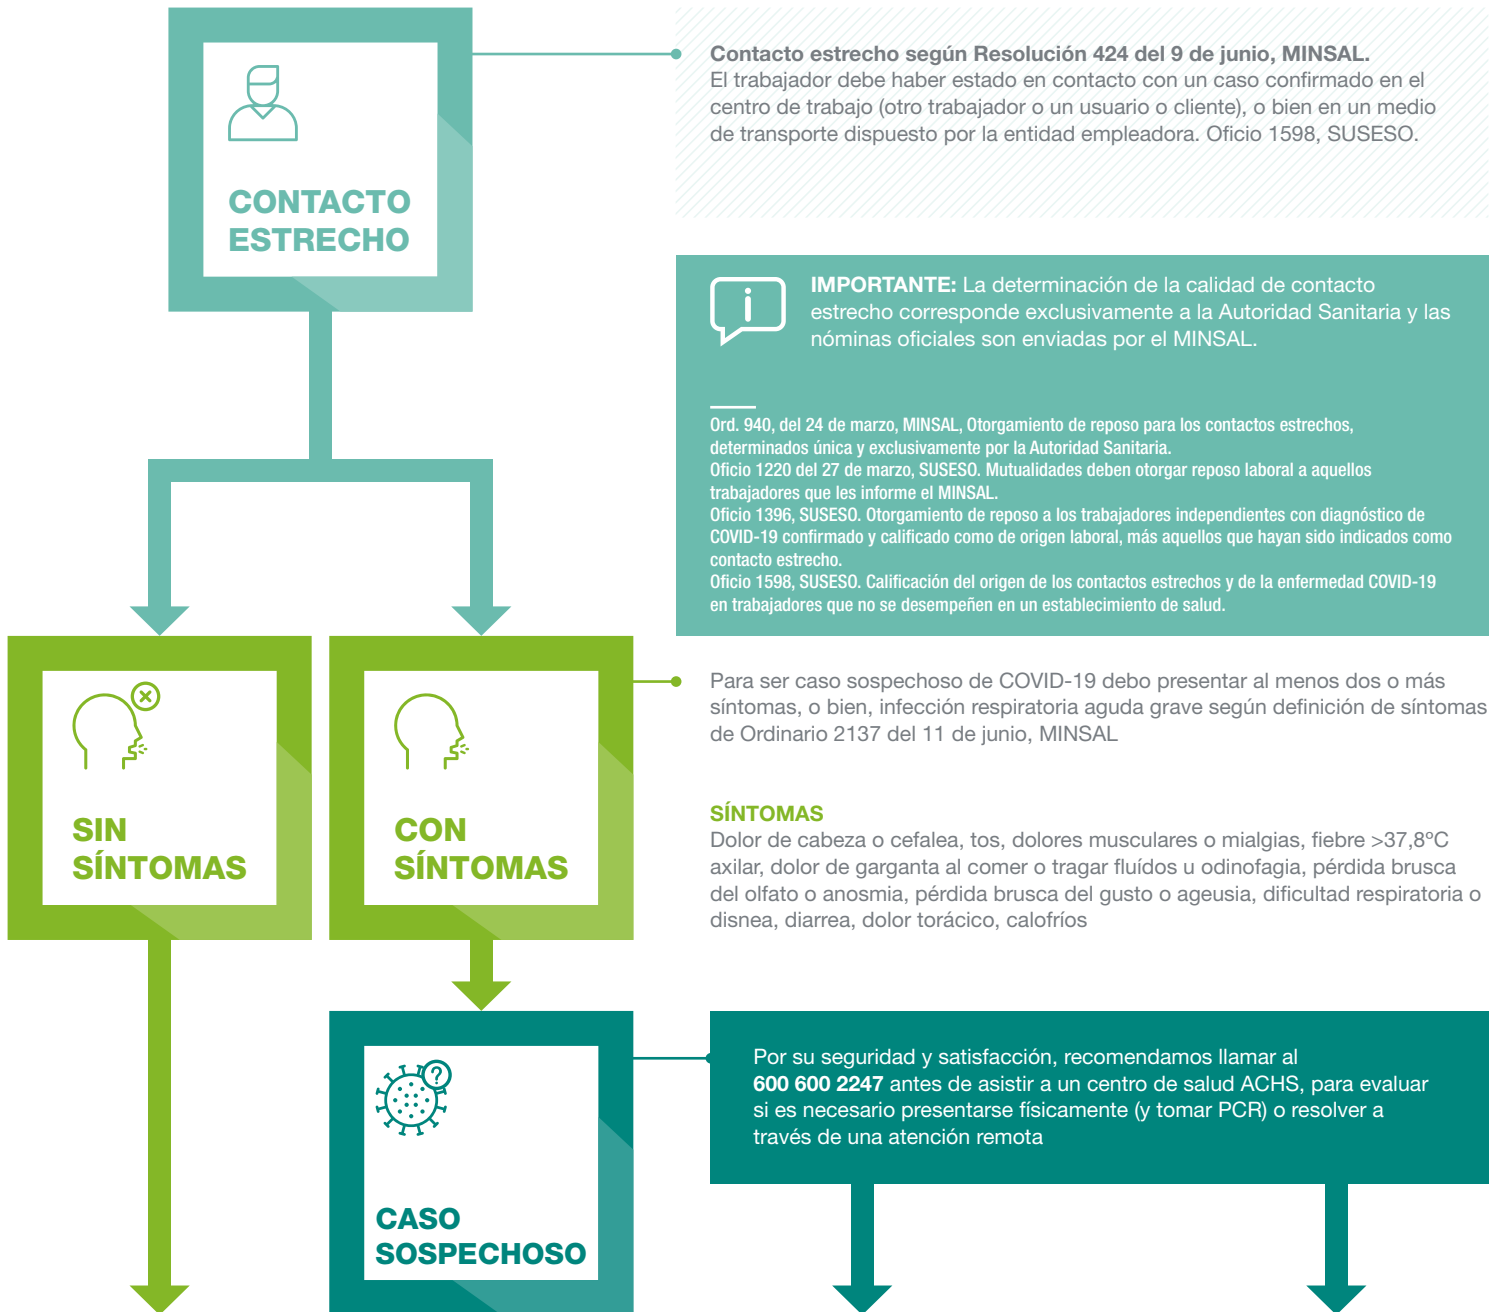 CONTACTO
ESTRECHO
Contacto estrecho según Resolución 424 del 9 de junio, MINSAL.
El trabajador debe haber estado en contacto con un caso confirmado en el
centro de trabajo (otro trabajador o un usuario o cliente), o bien en un medio
de transporte dispuesto por la entidad empleadora. Oficio 1598, SUSESO.
i
IMPORTANTE: La determinación de la calidad de contacto
estrecho corresponde exclusivamente a la Autoridad Sanitaria y las
nóminas oficiales son enviadas por el MINSAL.
Ord. 940, del 24 de marzo, MINSAL, Otorgamiento de reposo para los contactos estrechos,
determinados única y exclusivamente por la Autoridad Sanitaria.
Oficio 1220 del 27 de marzo, SUSESO. Mutualidades deben otorgar reposo laboral a aquellos
trabajadores que les informe el MINSAL.
Oficio 1396, SUSESO. Otorgamiento de reposo a los trabajadores independientes con diagnóstico de
COVID-19 confirmado y calificado como de origen laboral, más aquellos que hayan sido indicados como
contacto estrecho.
Oficio 1598, SUSESO. Calificación del origen de los contactos estrechos y de la enfermedad COVID-19
en trabajadores que no se desempeñen en un establecimiento de salud.
SIN
SÍNTOMAS
CON
SÍNTOMAS
Para ser caso sospechoso de COVID-19 debo presentar al menos dos o más
síntomas, o bien, infección respiratoria aguda grave según definición de síntomas
de Ordinario 2137 del 11 de junio, MINSAL
SÍNTOMAS
Dolor de cabeza o cefalea, tos, dolores musculares o mialgias, fiebre >37,8ºC
axilar, dolor de garganta al comer o tragar fluídos u odinofagia, pérdida brusca
del olfato o anosmia, pérdida brusca del gusto o ageusia, dificultad respiratoria o
disnea, diarrea, dolor torácico, calofríos
?
CASO
SOSPECHOSO
Por su seguridad y satisfacción, recomendamos llamar al
600 600 2247 antes de asistir a un centro de salud ACHS, para evaluar
si es necesario presentarse físicamente (y tomar PCR) o resolver a
través de una atención remota